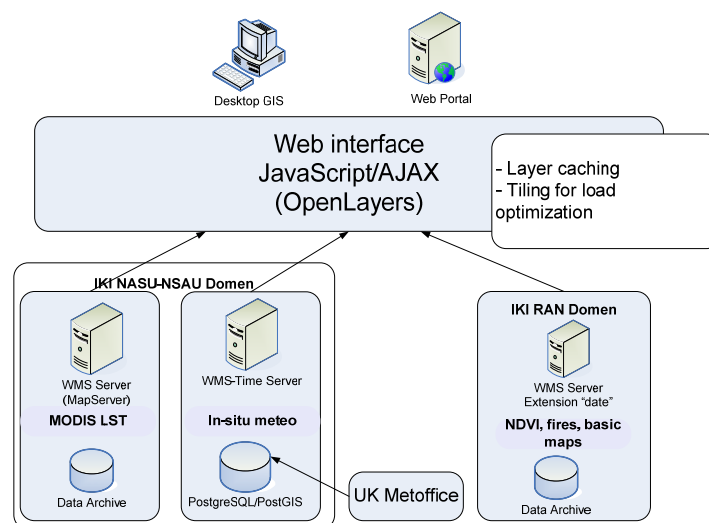 Desktop GIS
Web Portal
Web interface
JavaScript/AJAX
(OpenLayers)
- Layer caching
- Tiling for load
optimization
IKI NASU-NSAU Domen
WMS Server
(MapServer)
MODIS LST
Data Archive
WMS-Time Server
In-situ meteo
PostgreSQL/PostGIS
UK Metoffice
IKI RAN Domen
WMS Server
Extension “date”
NDVI, fires, basic
maps
Data Archive